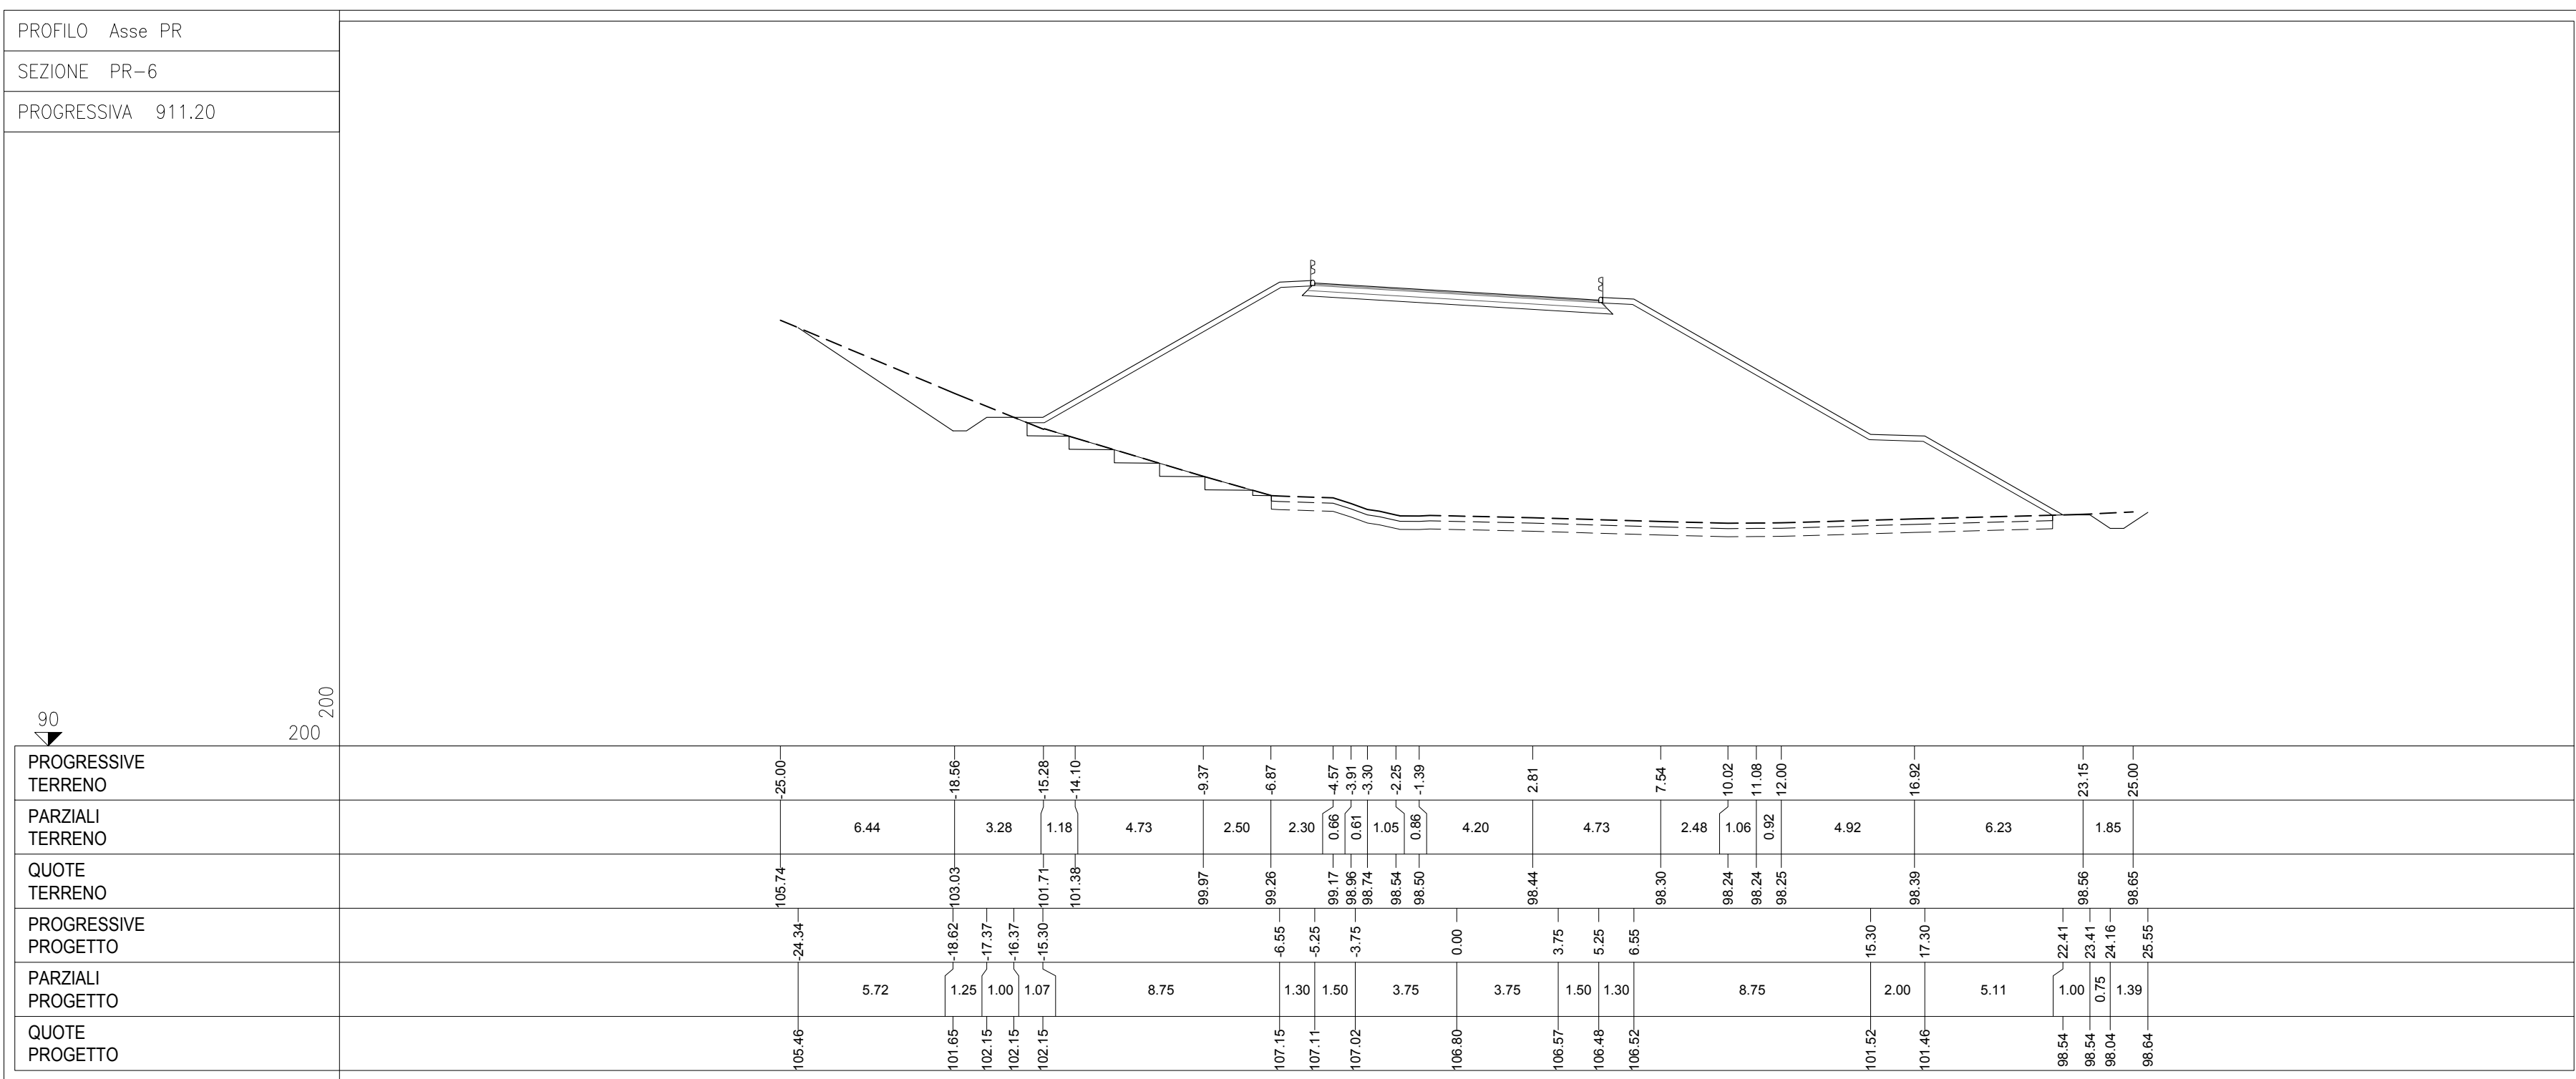 PROFILO Asse PR
SEZIONE PR-6
PROGRESSIVA 911.20
200
90
200
PROGRESSIVE
TERRENO
-25.00 -18.56 -15.28 -14.10 -9.37 -6.87 -4.57 -3.91 -3.30 -2.25 -1.39 2.81 7.54 10.02 11.08 12.00 16.92 23.15 25.00
PARZIALI
TERRENO
6.44 3.28 1.18 4.73 2.50 2.30 0.66 0.61 1.05 0.86 4.20 4.73 2.48 1.06 0.92 4.92 6.23 1.85
QUOTE
TERRENO
105.74 103.03 101.71 101.38 99.97 99.26 99.17 98.96 98.74 98.54 98.50 98.44 98.30 98.24 98.24 98.25 98.39 98.56 98.65
PROGRESSIVE
PROGETTO
-24.34 -18.62 -17.37 -16.37 -15.30 -6.55 -5.25 -3.75 0.00 3.75 5.25 6.55 15.30 17.30 22.41 23.41 24.16 25.55
PARZIALI
PROGETTO
5.72 1.25 1.00 1.07 8.75 1.30 1.50 3.75 3.75 1.50 1.30 8.75 2.00 5.11 1.00 0.75 1.39
QUOTE
PROGETTO
105.46 101.65 102.15 102.15 102.15 107.15 107.11 107.02 106.80 106.57 106.48 106.52 101.52 101.46 98.54 98.54 98.04 98.64